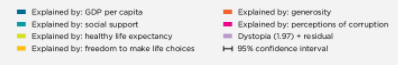 Explained by: GDP per capita
Explained by: social support
Explained by: healthy life expectancy
Explained by: freedom to make life choices
Explained by: generosity
Explained by: perceptions of corruption
Dystopia (1.97) + residual
95% confidence interval